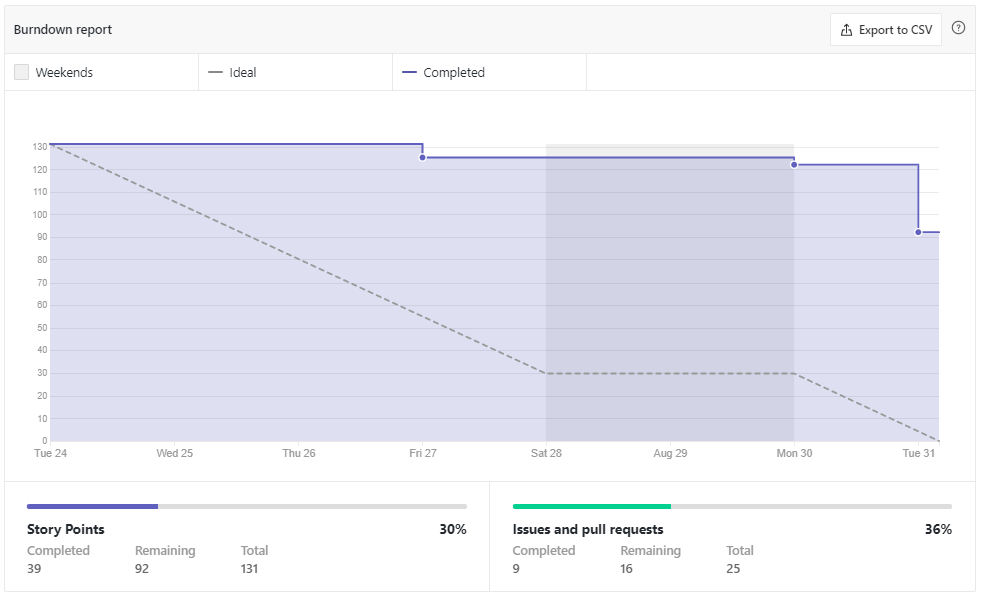 Burndown report
Export to CSV
?
Weekends
Ideal
Completed
130
120
110
100
90
80
70
60
50
40
30
20
10
0
Tue 24 Wed 25 Thu 26 Fri 27 Sat 28 Aug 29 Mon 30 Tue 31
Story Points 30%
Completed Remaining Total
39 92 131
Issues and pull requests 36%
Completed Remaining Total
9 16 25